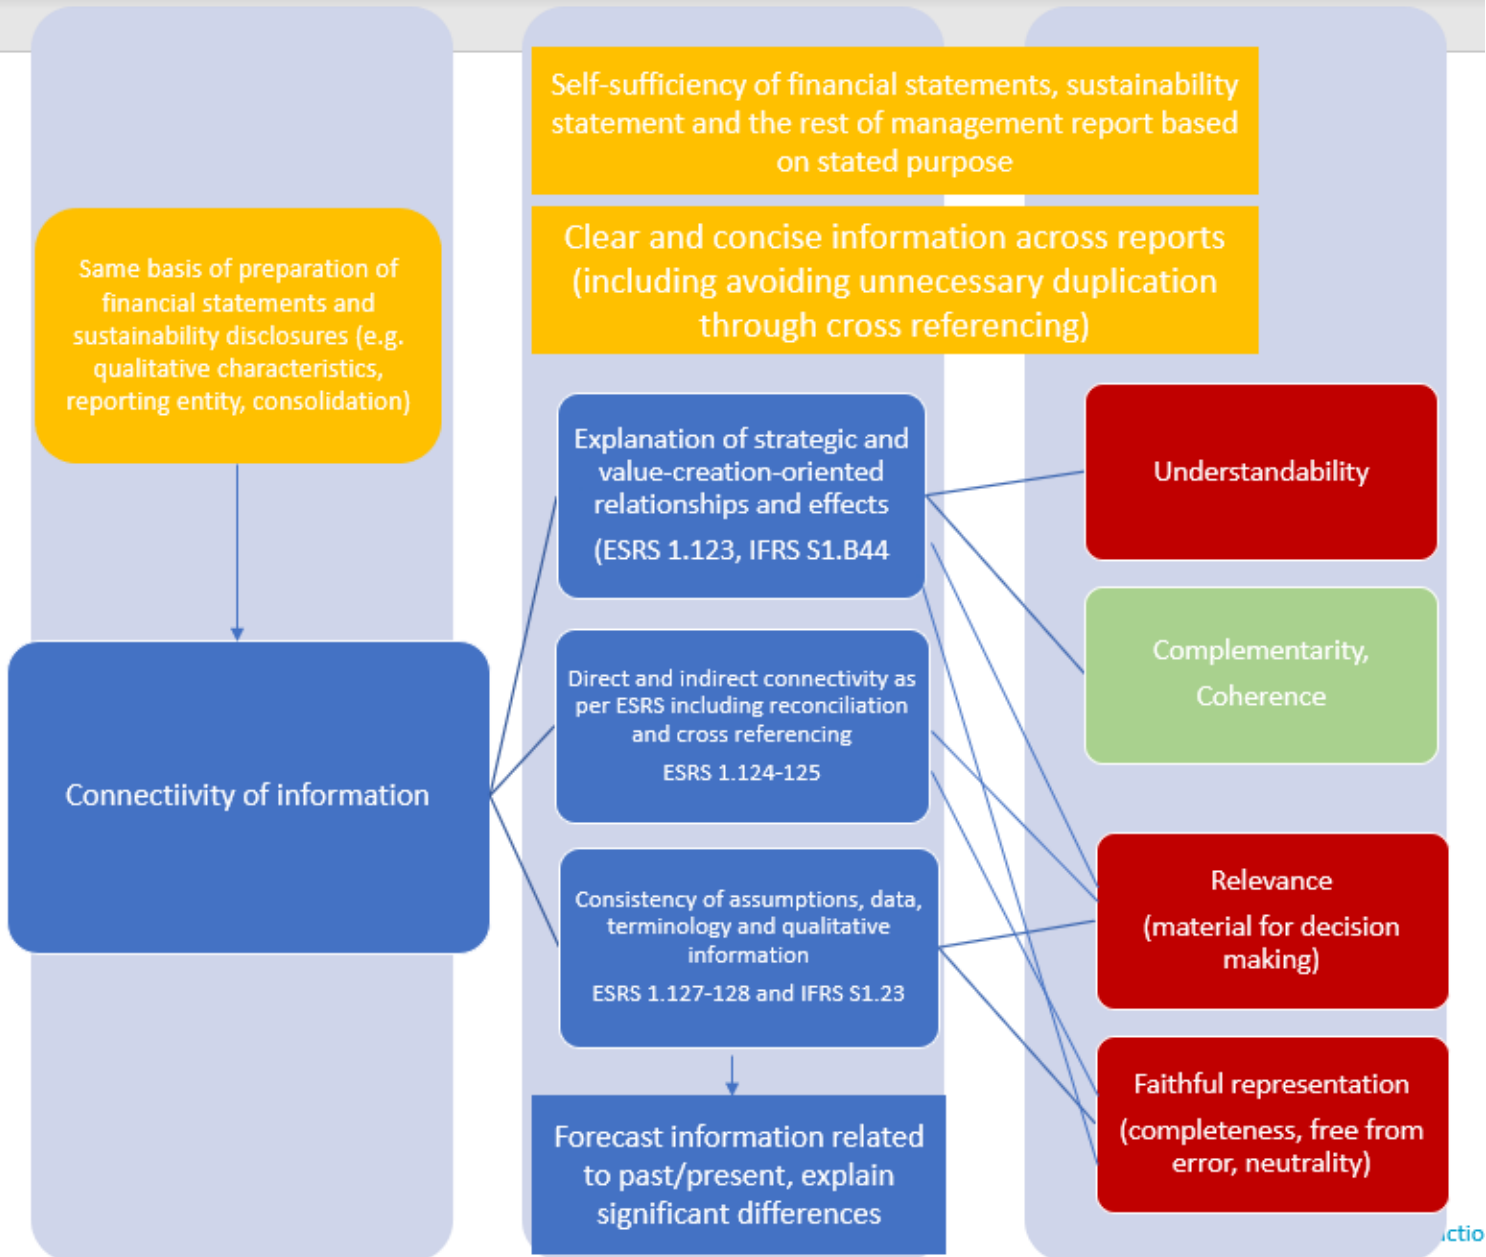 Same basis of preparation of
financial statements and
sustainability disclosures (e.g.
qualitative characteristics,
reporting entity, consolidation)
Connectiivity of information
Self-sufficiency of financial statements, sustainability
statement and the rest of management report based
on stated purpose
Clear and concise information across reports
(including avoiding unnecessary duplication
through cross referencing)
Explanation of strategic and
value-creation-oriented
relationships and effects
(ESRS 1.123, IFRS S1.B44
Direct and indirect connectivity as
per ESRS including reconciliation
and cross referencing
ESRS 1.124-125
Consistency of assumptions, data,
terminology and qualitative
information
ESRS 1.127-128 and IFRS S1.23
Forecast information related
to past/present, explain
significant differences
Understandability
Complementarity,
Coherence
Relevance
(material for decision
making)
Faithful representation
(completeness, free from
error, neutrality)